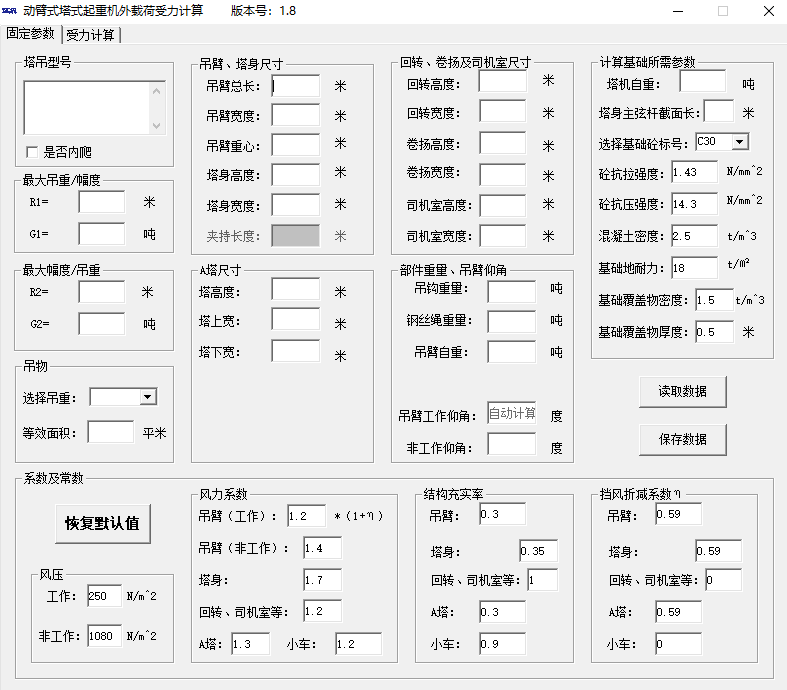 动臂式塔式起重机外载荷受力计算 版本号: 1.8
固定参数 受力计算
塔吊型号
是否内爬
最大吊重/幅度
R1= 米
G1= 吨
最大幅度/吊重
R2= 米
G2= 吨
吊物
选择吊重:
等效面积: 平米
吊臂、塔身尺寸
吊臂总长: 米
吊臂宽度: 米
吊臂重心: 米
塔身高度: 米
塔身宽度: 米
夹持长度: 米
A塔尺寸
塔高度: 米
塔上宽: 米
塔下宽: 米
回转、卷扬及司机室尺寸
回转高度: 米
回转宽度: 米
卷扬高度: 米
卷扬宽度: 米
司机室高度: 米
司机室宽度: 米
部件重量、吊臂仰角
吊钩重量: 吨
钢丝绳重量: 吨
吊臂自重: 吨
吊臂工作仰角: 自动计算 度
非工作仰角: 度
计算基础所需参数
塔机自重: 吨
塔身主弦杆截面长: 米
选择基础砼标号: C30
砼抗拉强度: 1.43 N/mm^2
砼抗压强度: 14.3 N/mm^2
混凝土密度: 2.5 t/m^3
基础地耐力: 18 t/m²
基础覆盖物密度: 1.5 t/m^3
基础覆盖物厚度: 0.5 米
读取数据
保存数据
系数及常数
恢复默认值
风压
工作: 250 N/m^2
非工作: 1080 N/m^2
风力系数
吊臂（工作）: 1.2 *（1+η）
吊臂（非工作）: 1.4
塔身: 1.7
回转、司机室等: 1.2
A塔: 1.3 小车: 1.2
结构充实率
吊臂: 0.3
塔身: 0.35
回转、司机室等: 1
A塔: 0.3
小车: 0.9
挡风折减系数η
吊臂: 0.59
塔身: 0.59
回转、司机室等: 0
A塔: 0.59
小车: 0